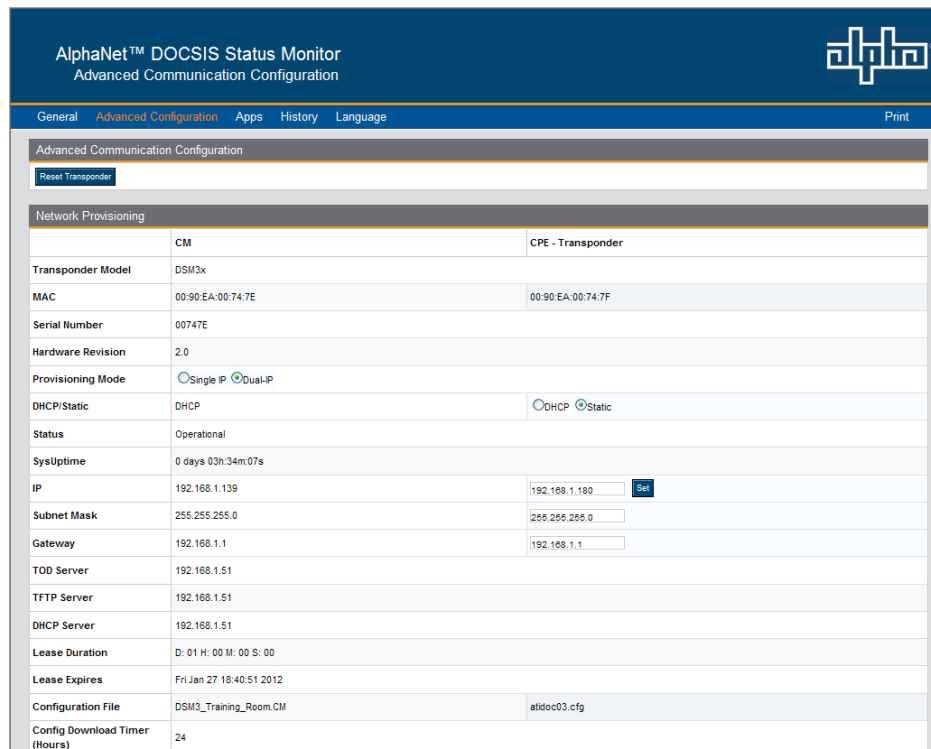 AlphaNet™ DOCSIS Status Monitor
Advanced Communication Configuration
alpha®
General Advanced Configuration Apps History Language Print
Advanced Communication Configuration
Reset Transponder
Network Provisioning
CM CPE - Transponder
Transponder Model DSM3x
MAC 00:90:EA:00:74:7E 00:90:EA:00:74:7F
Serial Number 00747E
Hardware Revision 2.0
Provisioning Mode Single IP Dual-IP
DHCP/Static DHCP DHCP Static
Status Operational
SysUptime 0 days 03h:34m:07s
IP 192.168.1.139 192.168.1.180 Set
Subnet Mask 255.255.255.0 255.255.255.0
Gateway 192.168.1.1 192.168.1.1
TOD Server 192.168.1.51
TFTP Server 192.168.1.51
DHCP Server 192.168.1.51
Lease Duration D: 01 H: 00 M: 00 S: 00
Lease Expires Fri Jan 27 18:40:51 2012
Configuration File DSM3_Training_Room.CM atidoc03.cfg
Config Download Timer
(Hours) 24